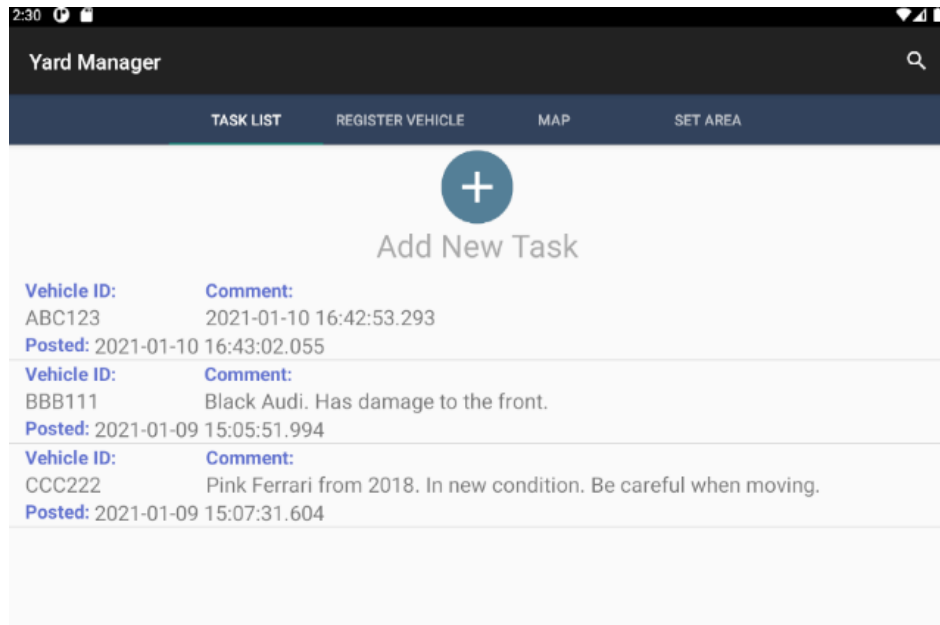 2:30
Yard Manager
TASK LIST REGISTER VEHICLE MAP SET AREA
Add New Task
Vehicle ID: Comment:
ABC123 2021-01-10 16:42:53.293
Posted: 2021-01-10 16:43:02.055
Vehicle ID: Comment:
BBB111 Black Audi. Has damage to the front.
Posted: 2021-01-09 15:05:51.994
Vehicle ID: Comment:
CCC222 Pink Ferrari from 2018. In new condition. Be careful when moving.
Posted: 2021-01-09 15:07:31.604